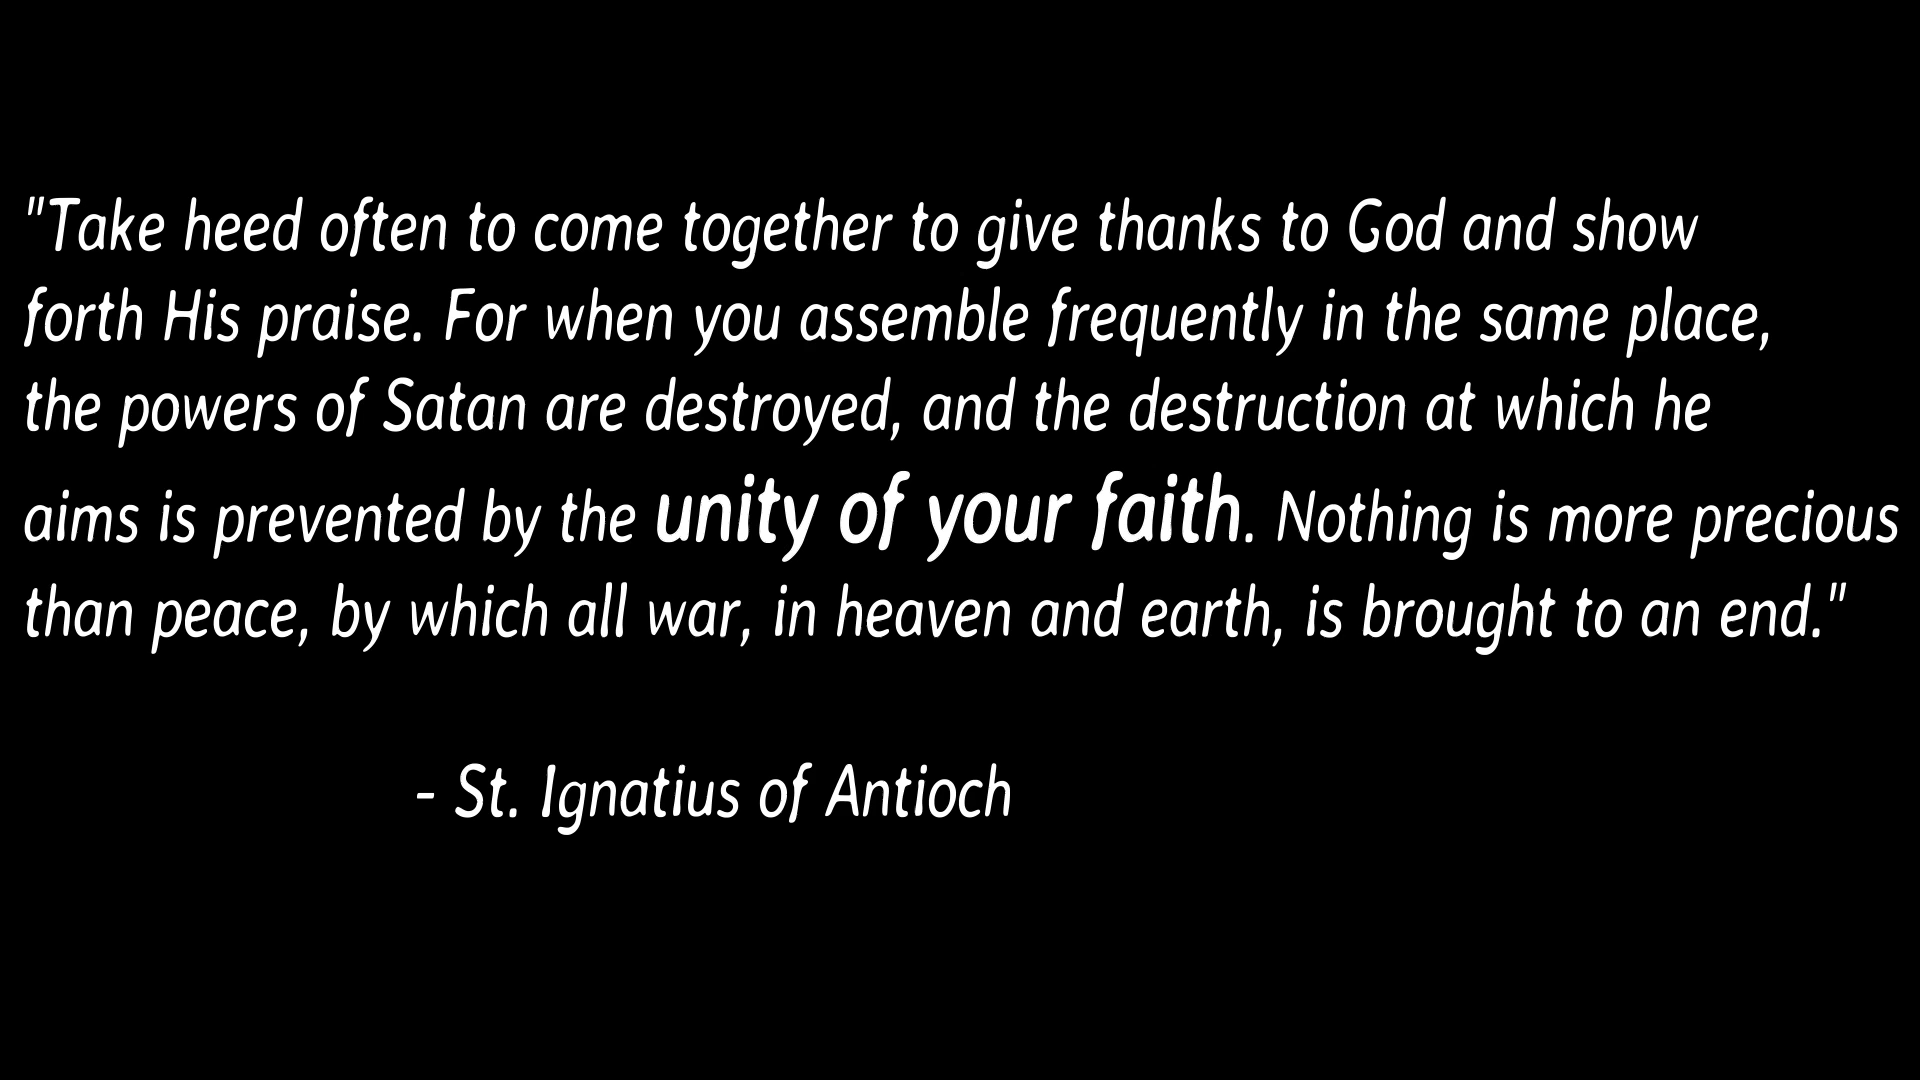 "Take heed often to come together to give thanks to God and show
forth His praise. For when you assemble frequently in the same place,
the powers of Satan are destroyed, and the destruction at which he
aims is prevented by the unity of your faith. Nothing is more precious
than peace, by which all war, in heaven and earth, is brought to an end."
- St. Ignatius of Antioch